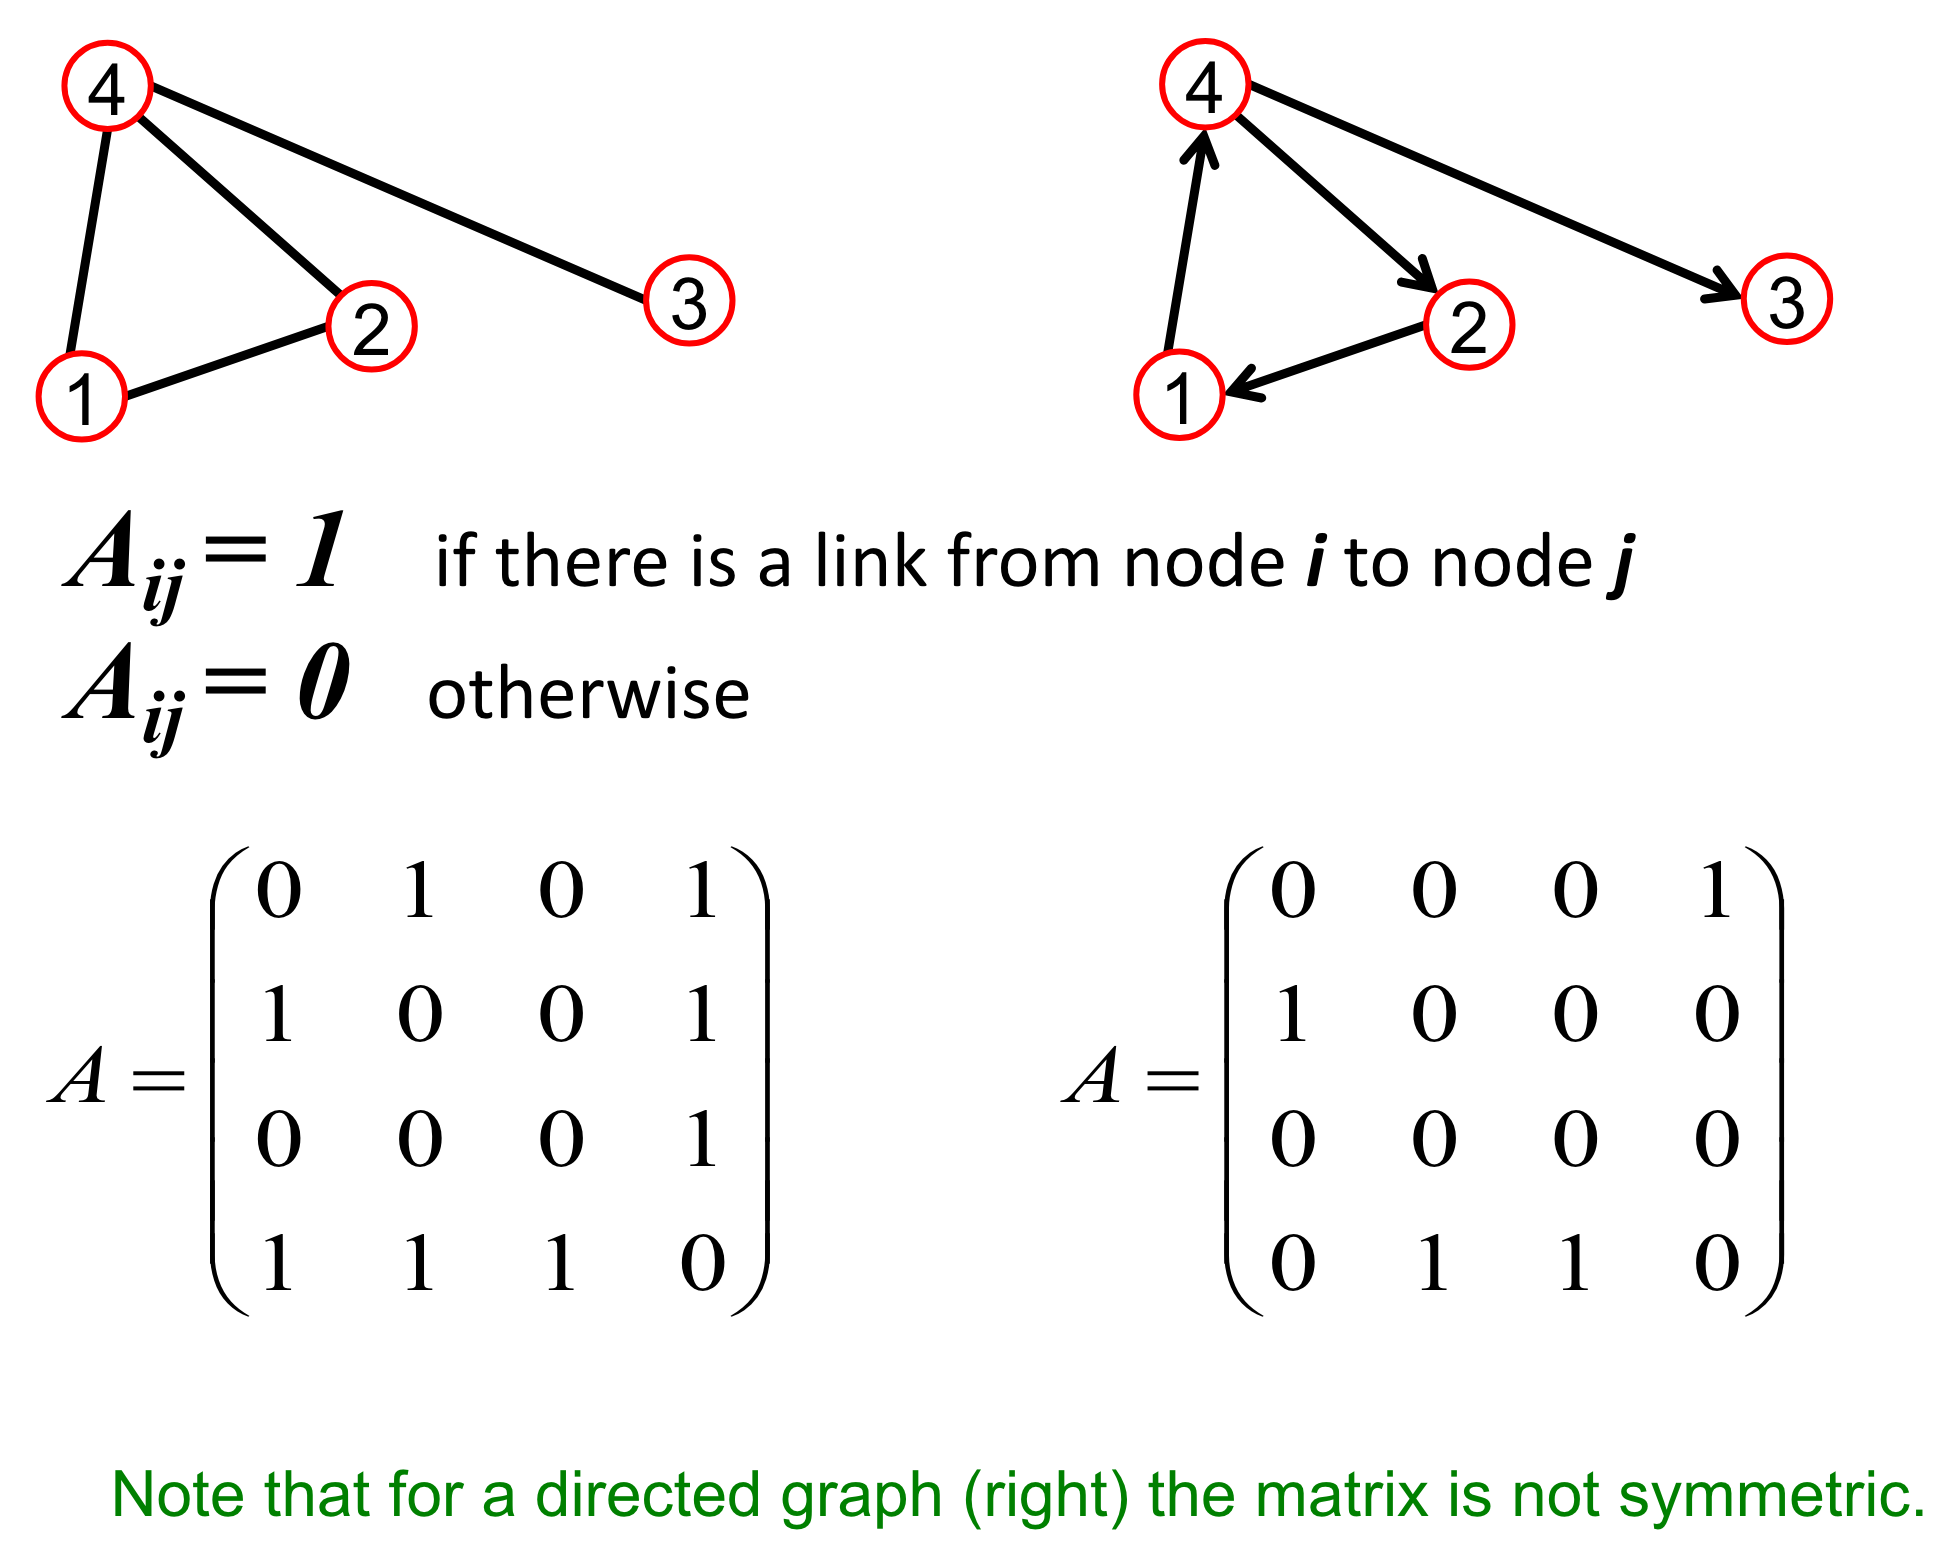 4
4
2
3
2
3
1
1
A_ij = 1 if there is a link from node i to node j
A_ij = 0 otherwise
0 1 0 1
1 0 0 1
A =
0 0 0 1
1 1 1 0
0 0 0 1
1 0 0 0
A =
0 0 0 0
0 1 1 0
Note that for a directed graph (right) the matrix is not symmetric.